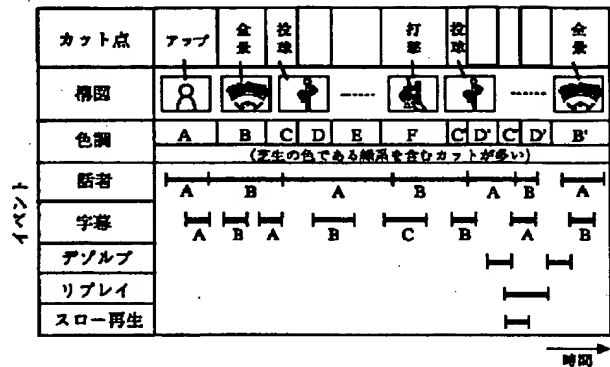 カット点 アップ 全景 投球 打撃 投球 全景
構図
色調 A B C D E F C' D' C' D' B'
(芝生の色である緑系を含むカットが多い)
イベント
話者 A B A B A B A
字幕 A B A B C B A B
デゾルブ
リプレイ
スロー再生
時間